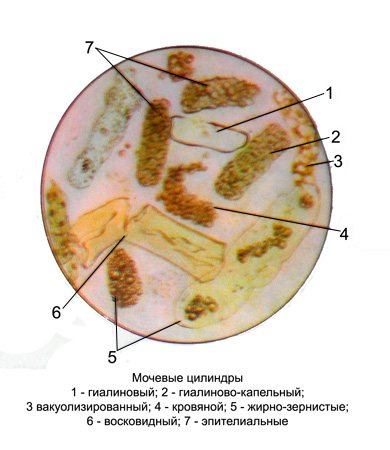 7
1
2
3
4
6
5
Мочевые цилиндры
1 - гиалиновый; 2 - гиалиново-капельный;
3 вакуолизированный; 4 - кровяной; 5 - жирно-зернистые;
6 - восковидный; 7 - эпителиальные